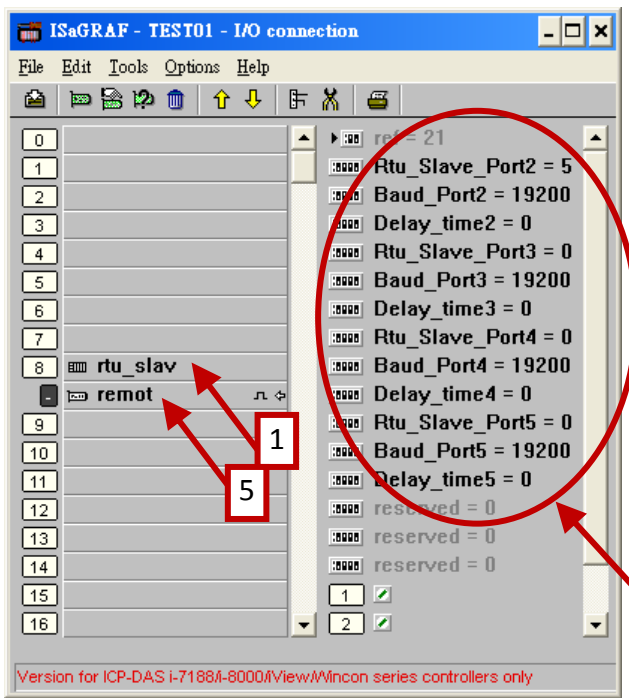 ISaGRAF - TEST01 - I/O connection
File Edit Tools Options Help
0
1
2
3
4
5
6
7
8 rtu_slav
- remot
9
10
11
12
13
14
15
16
1
5
ref = 21
Rtu_Slave_Port2 = 5
Baud_Port2 = 19200
Delay_time2 = 0
Rtu_Slave_Port3 = 0
Baud_Port3 = 19200
Delay_time3 = 0
Rtu_Slave_Port4 = 0
Baud_Port4 = 19200
Delay_time4 = 0
Rtu_Slave_Port5 = 0
Baud_Port5 = 19200
Delay_time5 = 0
reserved = 0
reserved = 0
reserved = 0
1
2
Version for ICP-DAS i-7188/i-8000/iView/Wincon series controllers only